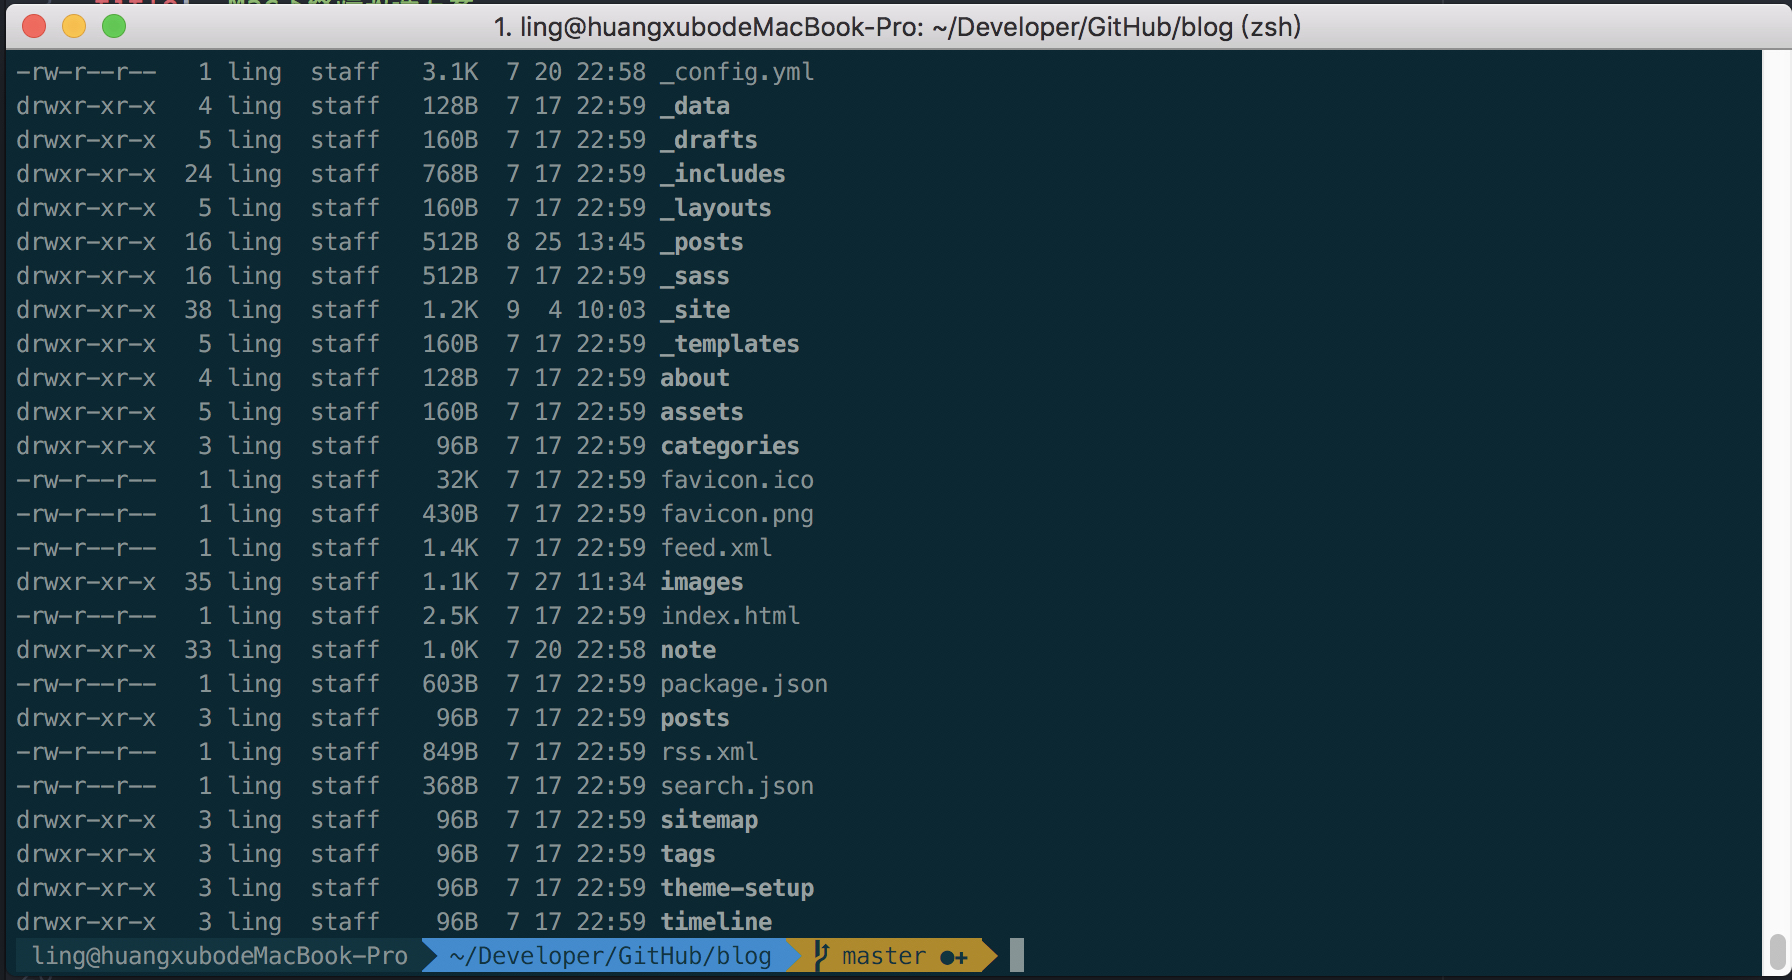 1. ling@huangxubodeMacBook-Pro: ~/Developer/GitHub/blog (zsh)
-rw-r--r--   1 ling  staff   3.1K  7 20 22:58 _config.yml
drwxr-xr-x   4 ling  staff   128B  7 17 22:59 _data
drwxr-xr-x   5 ling  staff   160B  7 17 22:59 _drafts
drwxr-xr-x  24 ling  staff   768B  7 17 22:59 _includes
drwxr-xr-x   5 ling  staff   160B  7 17 22:59 _layouts
drwxr-xr-x  16 ling  staff   512B  8 25 13:45 _posts
drwxr-xr-x  16 ling  staff   512B  7 17 22:59 _sass
drwxr-xr-x  38 ling  staff   1.2K  9  4 10:03 _site
drwxr-xr-x   5 ling  staff   160B  7 17 22:59 _templates
drwxr-xr-x   4 ling  staff   128B  7 17 22:59 about
drwxr-xr-x   5 ling  staff   160B  7 17 22:59 assets
drwxr-xr-x   3 ling  staff    96B  7 17 22:59 categories
-rw-r--r--   1 ling  staff    32K  7 17 22:59 favicon.ico
-rw-r--r--   1 ling  staff   430B  7 17 22:59 favicon.png
-rw-r--r--   1 ling  staff   1.4K  7 17 22:59 feed.xml
drwxr-xr-x  35 ling  staff   1.1K  7 27 11:34 images
-rw-r--r--   1 ling  staff   2.5K  7 17 22:59 index.html
drwxr-xr-x  33 ling  staff   1.0K  7 20 22:58 note
-rw-r--r--   1 ling  staff   603B  7 17 22:59 package.json
drwxr-xr-x   3 ling  staff    96B  7 17 22:59 posts
-rw-r--r--   1 ling  staff   849B  7 17 22:59 rss.xml
-rw-r--r--   1 ling  staff   368B  7 17 22:59 search.json
drwxr-xr-x   3 ling  staff    96B  7 17 22:59 sitemap
drwxr-xr-x   3 ling  staff    96B  7 17 22:59 tags
drwxr-xr-x   3 ling  staff    96B  7 17 22:59 theme-setup
drwxr-xr-x   3 ling  staff    96B  7 17 22:59 timeline
ling@huangxubodeMacBook-Pro ~/Developer/GitHub/blog master ●+